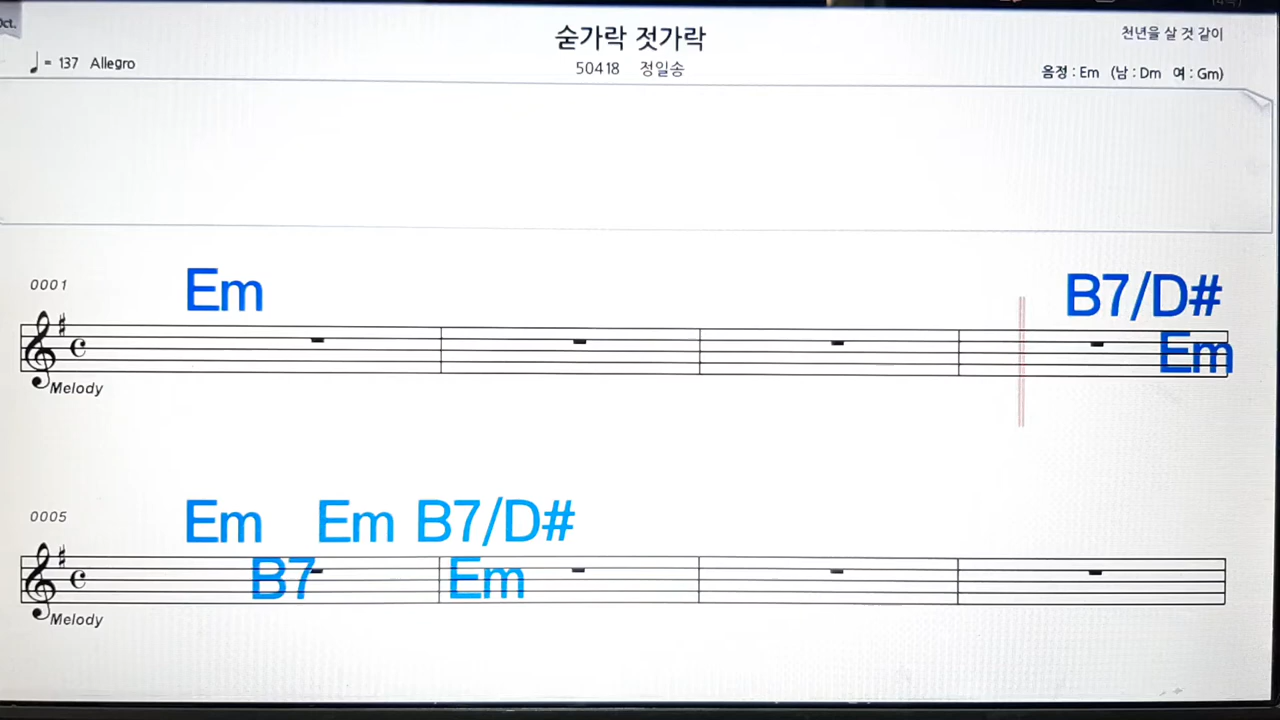 Oct.
숟가락 젓가락
천년을 살 것 같이
♩ = 137 Allegro
50418 정일송
음정 : Em (남 : Dm 여 : Gm)
0001
Em
B7/D#
Em
Melody
0005
Em Em B7/D#
B7 Em
Melody